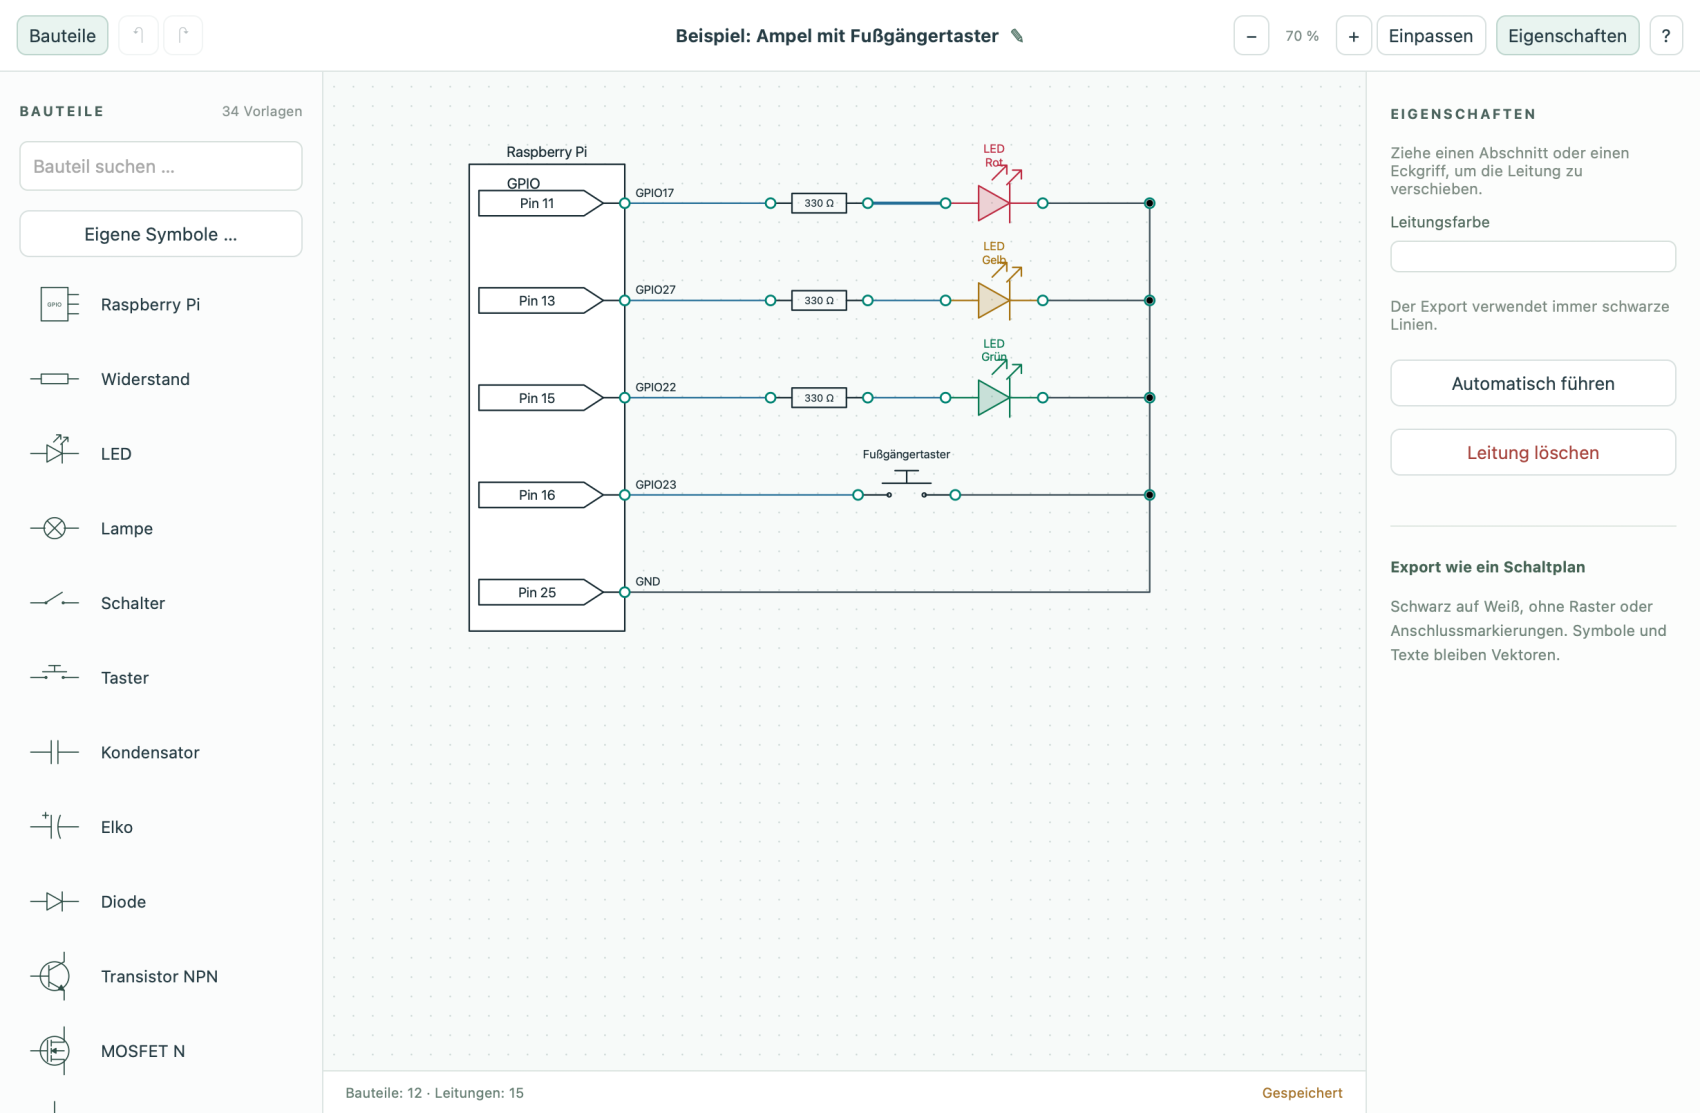 Bauteile
Beispiel: Ampel mit Fußgängertaster
− 70 % + Einpassen Eigenschaften ?
BAUTEILE 34 Vorlagen
Bauteil suchen ...
Eigene Symbole ...
GPIO Raspberry Pi
Widerstand
LED
Lampe
Schalter
Taster
Kondensator
Elko
Diode
Transistor NPN
MOSFET N
Raspberry Pi
GPIO
Pin 11 GPIO17 330 Ω
LED
Rot
Pin 13 GPIO27 330 Ω
LED
Gelb
Pin 15 GPIO22 330 Ω
LED
Grün
Pin 16 GPIO23
Fußgängertaster
Pin 25 GND
Bauteile: 12 · Leitungen: 15 Gespeichert
EIGENSCHAFTEN
Ziehe einen Abschnitt oder einen
Eckgriff, um die Leitung zu
verschieben.
Leitungsfarbe
Der Export verwendet immer schwarze
Linien.
Automatisch führen
Leitung löschen
Export wie ein Schaltplan
Schwarz auf Weiß, ohne Raster oder
Anschlussmarkierungen. Symbole und
Texte bleiben Vektoren.